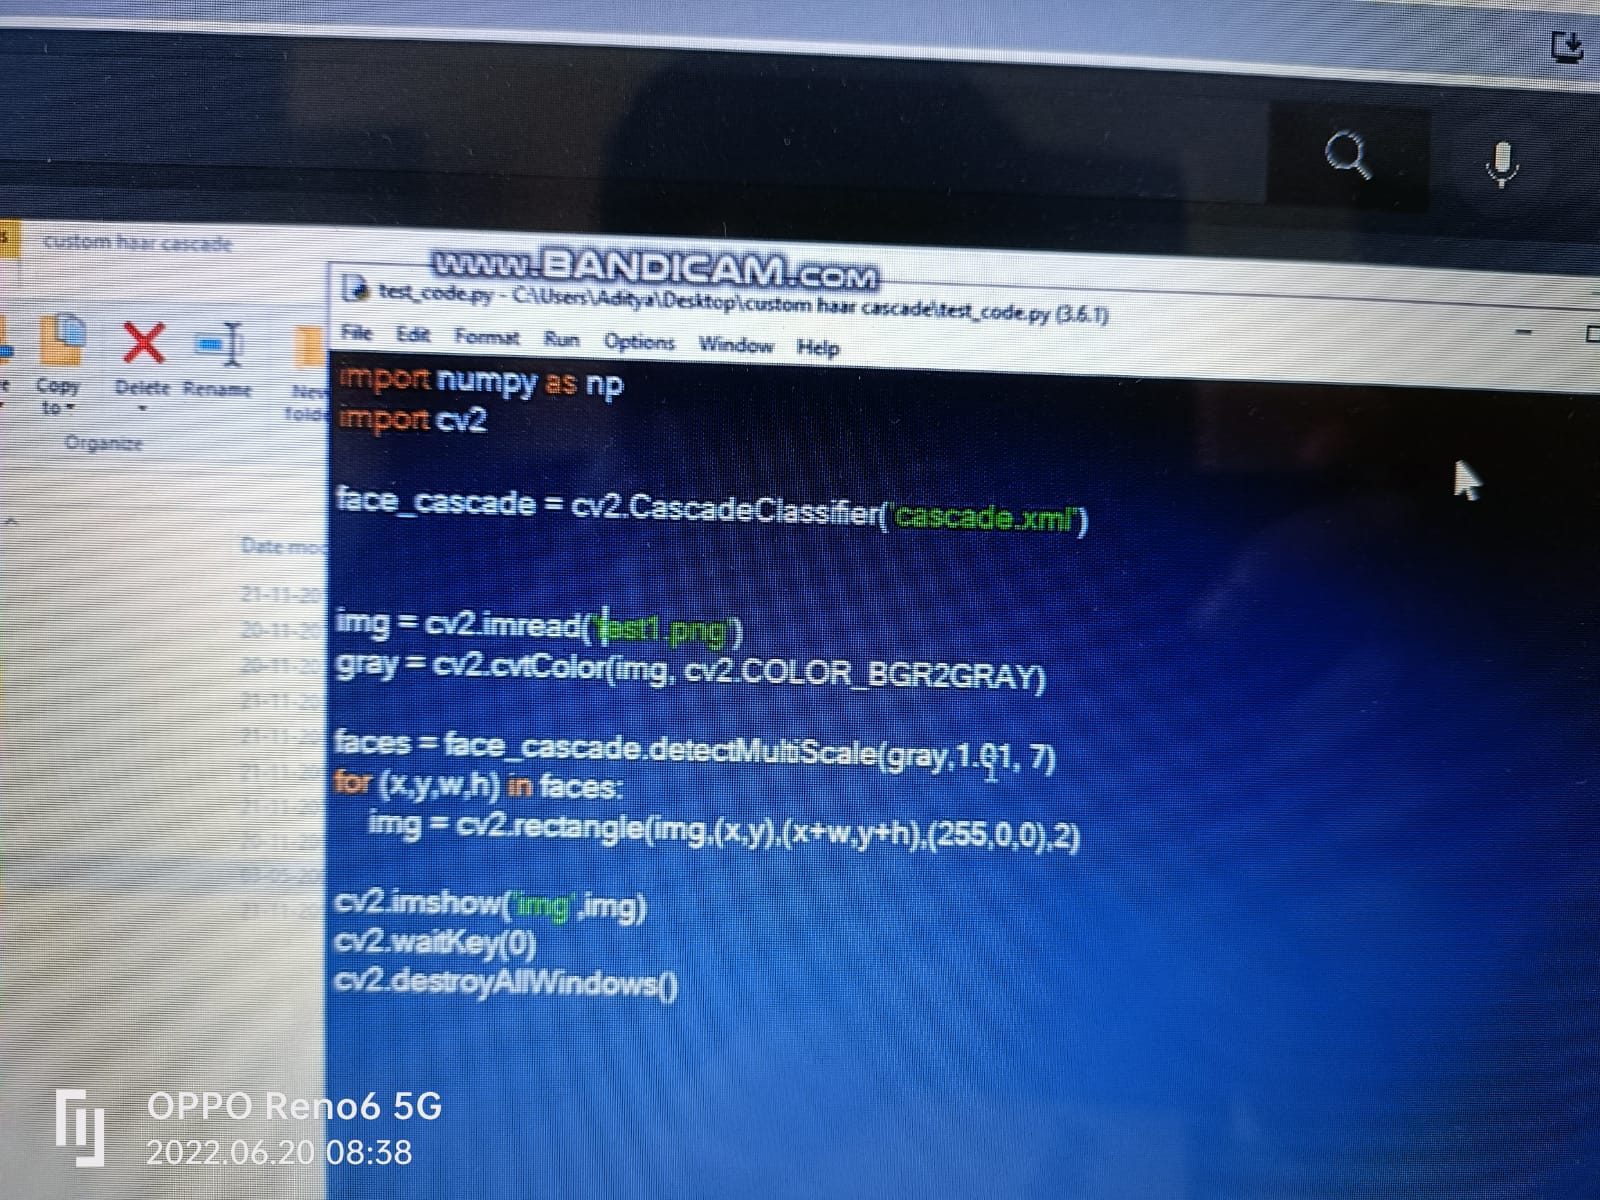 custom haar cascade
www.BANDICAM.com
test_code.py - C:\Users\Aditya\Desktop\custom haar cascade\test_code.py (3.6.1)
File Edit Format Run Options Window Help
Copy to
Delete
Rename
New folde
Organize
import numpy as np
import cv2
face_cascade = cv2.CascadeClassifier('cascade.xml')
Date mod
img = cv2.imread('test1.png')
gray = cv2.cvtColor(img, cv2.COLOR_BGR2GRAY)
faces = face_cascade.detectMultiScale(gray,1.01, 7)
for (x,y,w,h) in faces:
img = cv2.rectangle(img,(x,y),(x+w,y+h),(255,0,0),2)
cv2.imshow('img',img)
cv2.waitKey(0)
cv2.destroyAllWindows()
OPPO Reno6 5G
2022.06.20 08:38